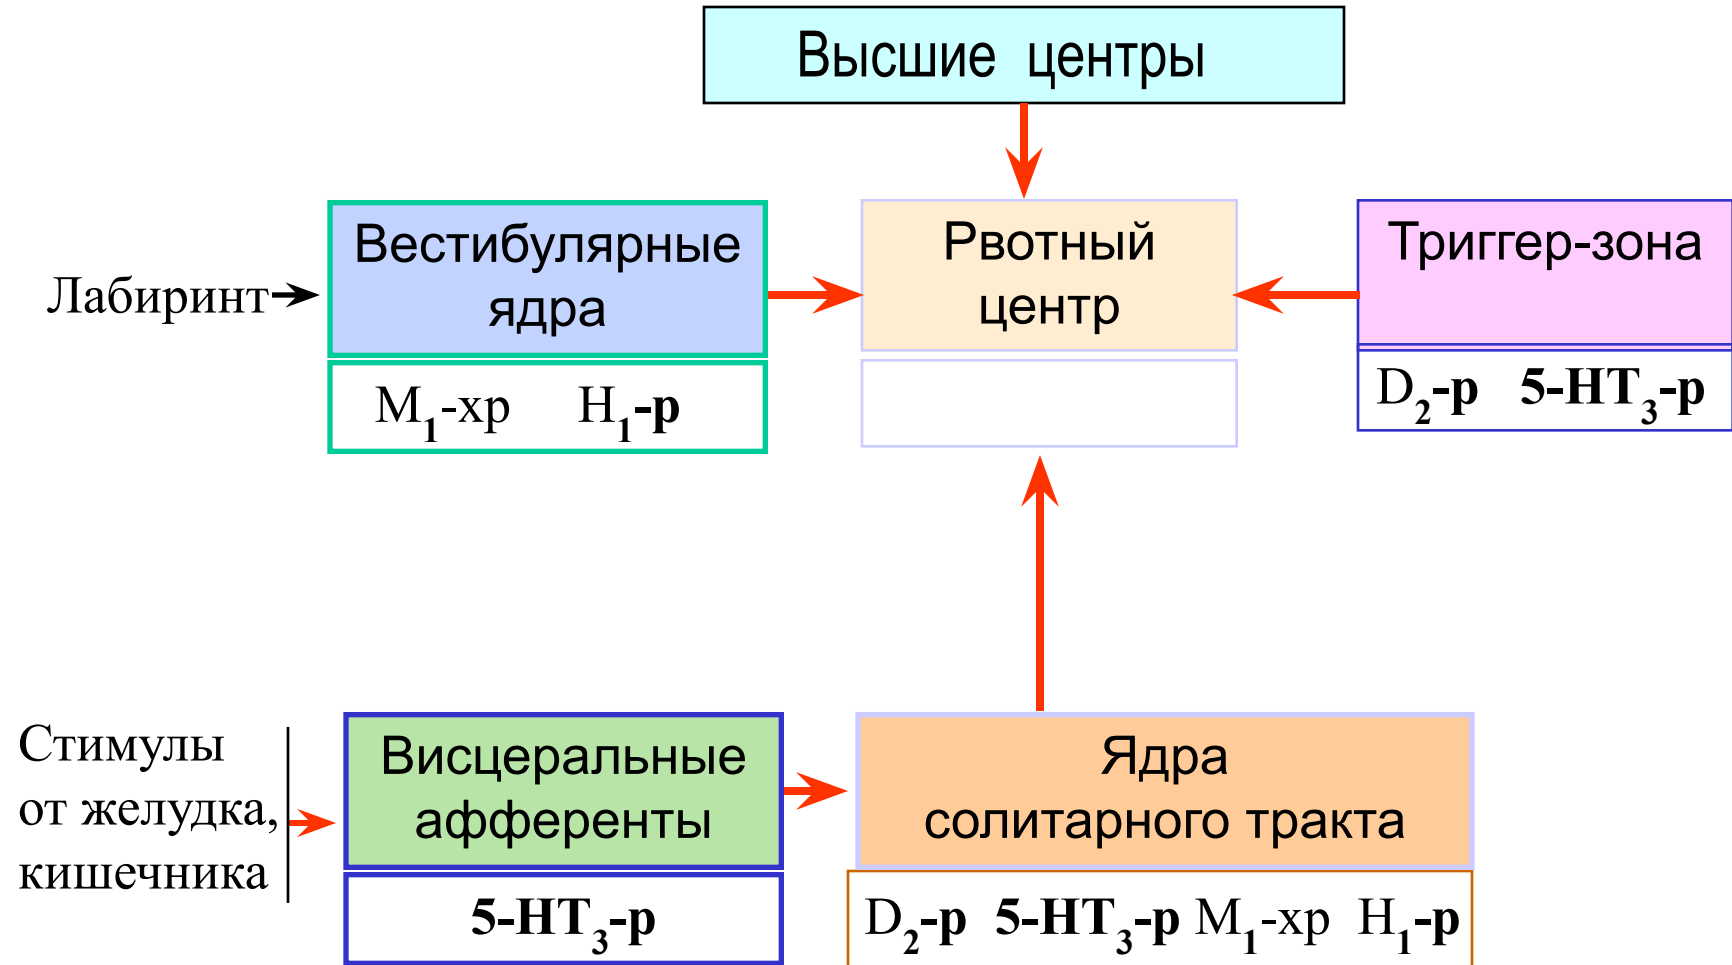 Высшие центры
Вестибулярные
ядра
Рвотный
центр
Триггер-зона
Лабиринт
M1-хр H1-р
D2-р 5-HT3-р
Стимулы
от желудка,
кишечника
Висцеральные
афференты
Ядра
солитарного тракта
5-HT3-р
D2-р 5-HT3-р M1-хр H1-р